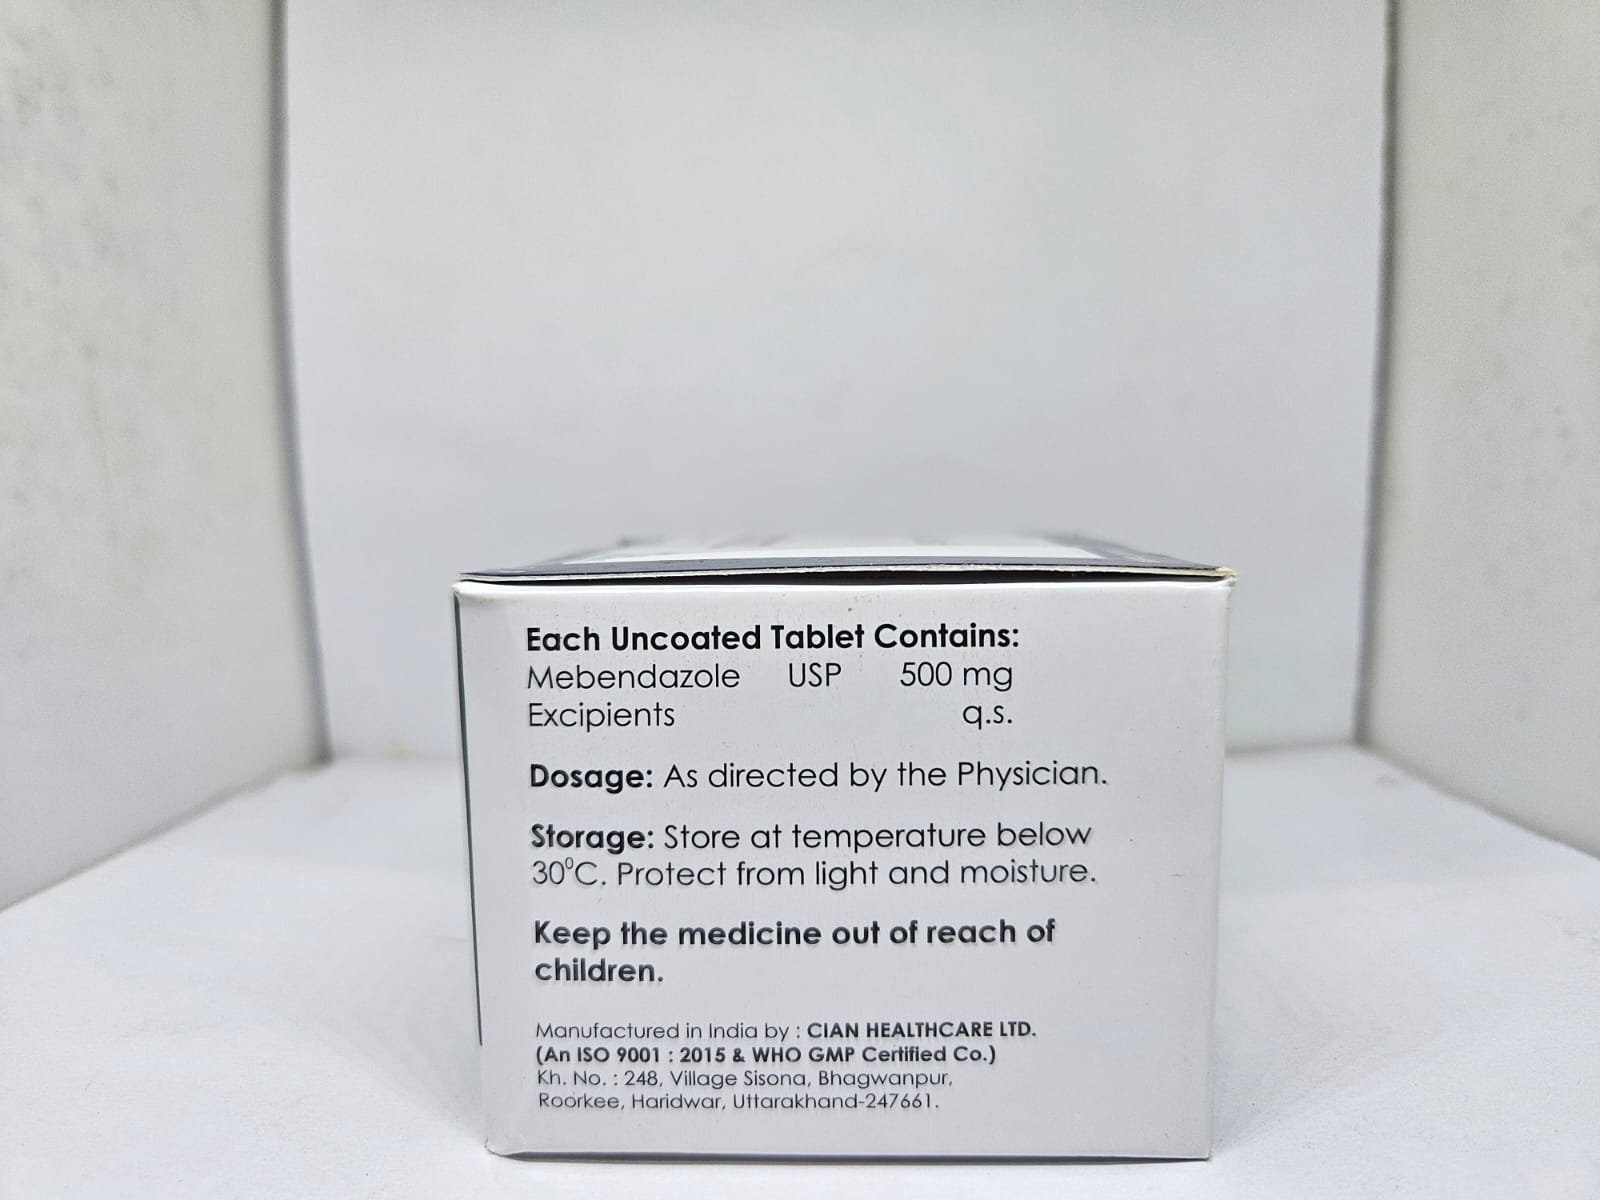 Each Uncoated Tablet Contains:
Mebendazole USP 500 mg
Excipients q.s.
Dosage: As directed by the Physician.
Storage: Store at temperature below
30⁰C. Protect from light and moisture.
Keep the medicine out of reach of
children.
Manufactured in India by : CIAN HEALTHCARE LTD.
(An ISO 9001 : 2015 & WHO GMP Certified Co.)
Kh. No. : 248, Village Sisona, Bhagwanpur,
Roorkee, Haridwar, Uttarakhand-247661.